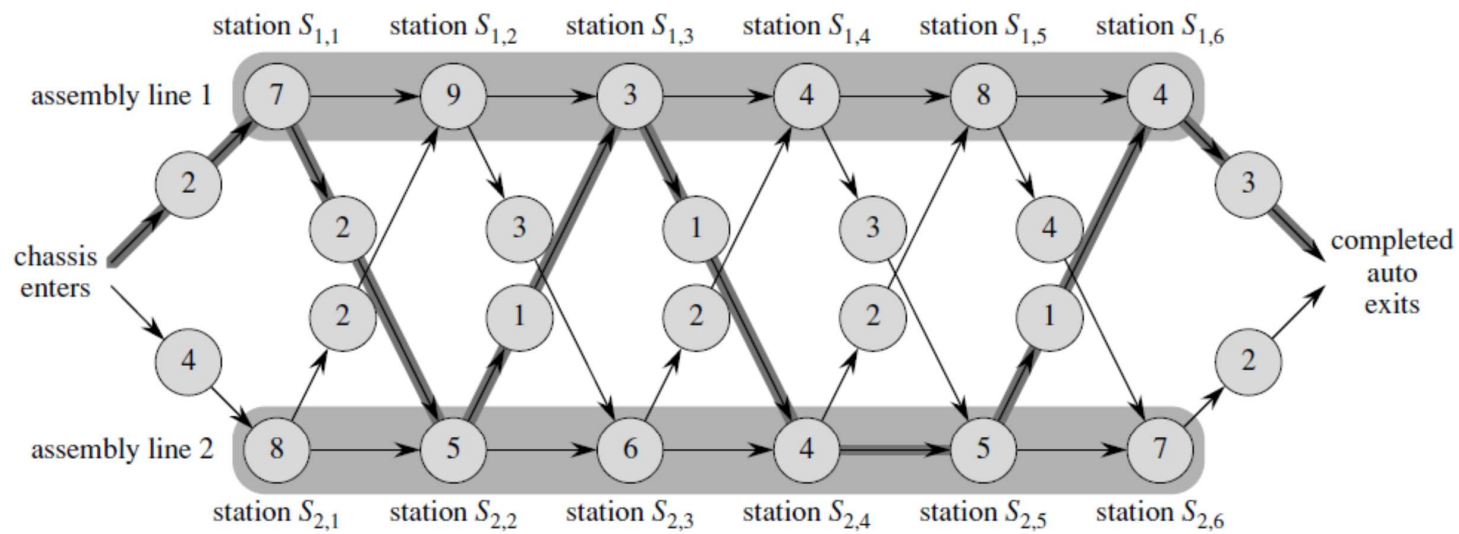 station S1,1 station S1,2 station S1,3 station S1,4 station S1,5 station S1,6
assembly line 1 7 9 3 4 8 4
2 3
2 3 1 3 4
chassis
enters
completed
auto
exits
2 1 2 2 1
4 2
assembly line 2 8 5 6 4 5 7
station S2,1 station S2,2 station S2,3 station S2,4 station S2,5 station S2,6